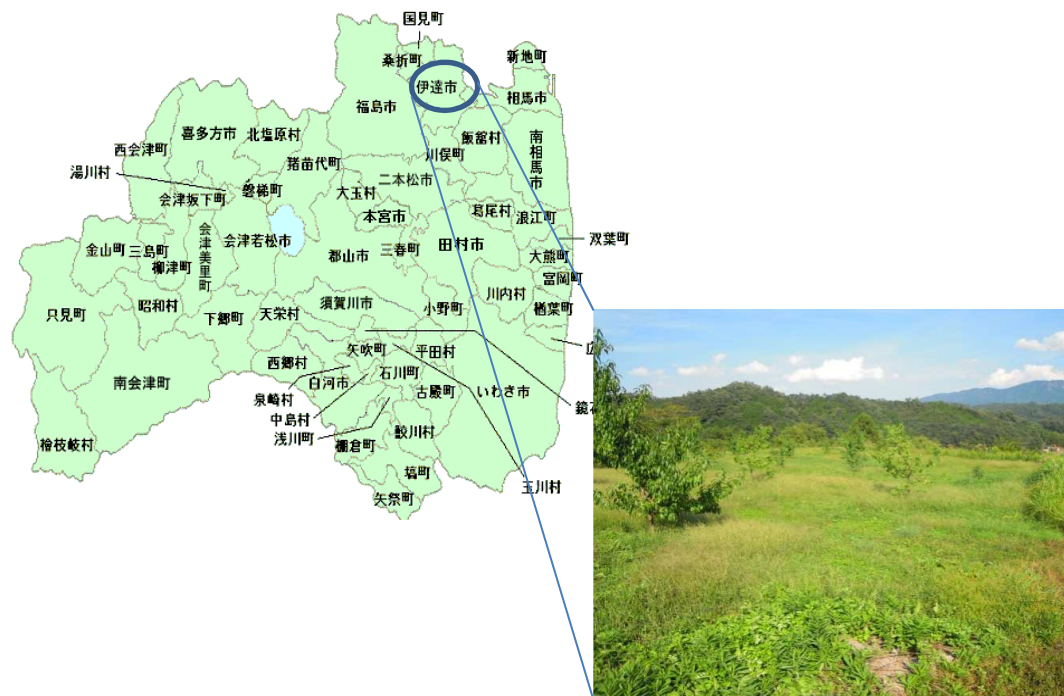 国見町
桑折町
新地町
伊達市
相馬市
福島市
喜多方市
北塩原村
飯舘村
南相馬市
西会津町
川俣町
猪苗代町
湯川村
二本松市
磐梯町
大玉村
会津坂下町
葛尾村
浪江町
本宮市
会津美里町
会津若松市
田村市
双葉町
金山町
三島町
郡山市
三春町
大熊町
柳津町
富岡町
川内村
只見町
昭和村
須賀川市
小野町
楢葉町
下郷町
天栄村
矢吹町
平田村
西郷村
石川町
南会津町
白河市
古殿町
いわき市
泉崎村
中島村
浅川町
鮫川村
檜枝岐村
棚倉町
塙町
玉川村
矢祭町